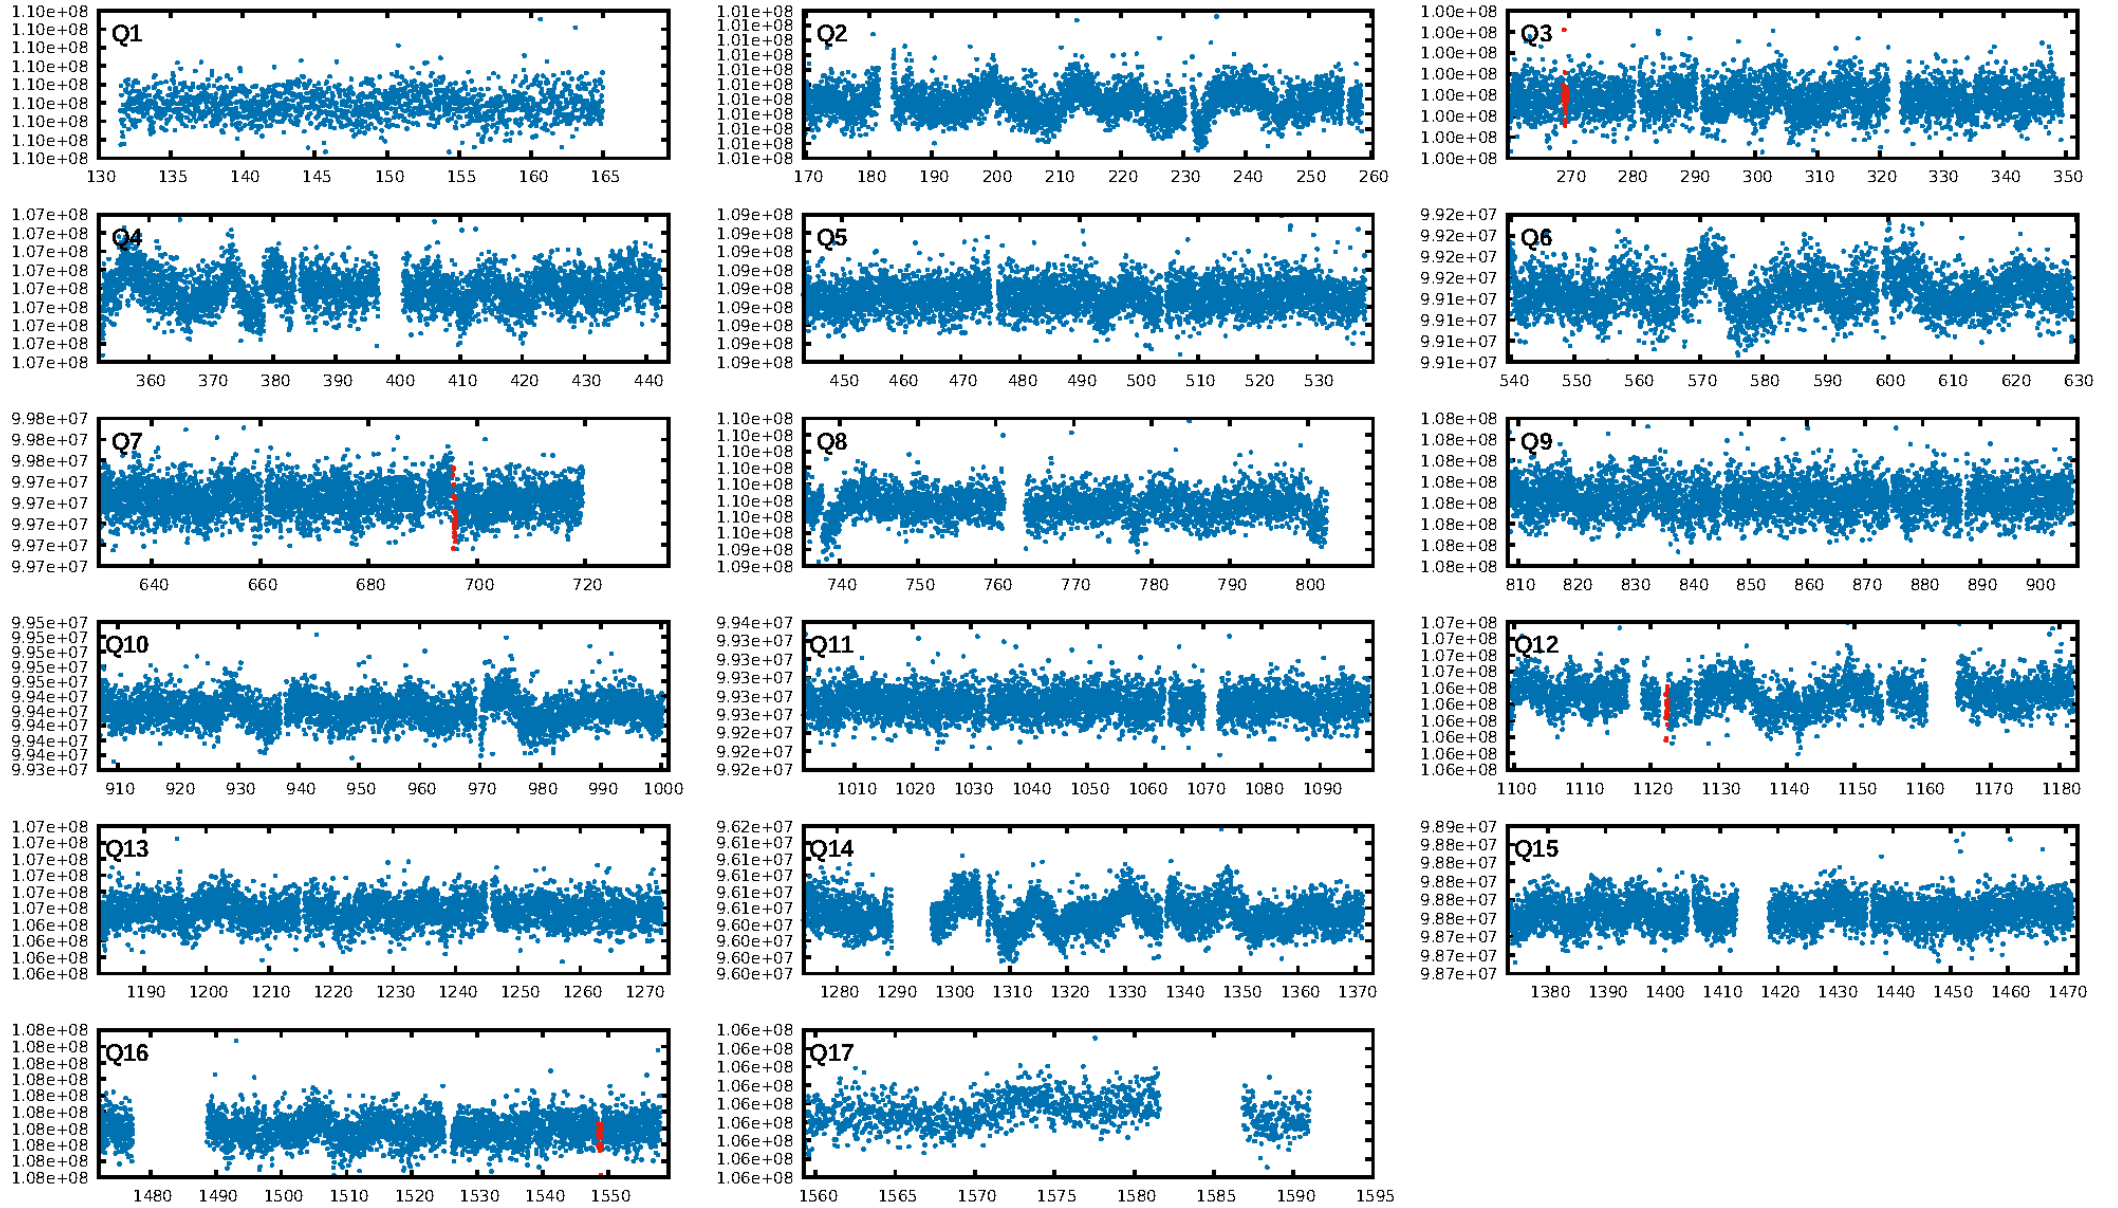 1.10e+08 1.10e+08 1.10e+08 1.10e+08 1.10e+08 1.10e+08 1.10e+08 1.10e+08 1.10e+08
Q1
130 135 140 145 150 155 160 165
1.01e+08 1.01e+08 1.01e+08 1.01e+08 1.01e+08 1.01e+08 1.01e+08 1.01e+08 1.01e+08 1.01e+08 1.01e+08
Q2
170 180 190 200 210 220 230 240 250 260
1.00e+08 1.00e+08 1.00e+08 1.00e+08 1.00e+08 1.00e+08 1.00e+08 1.00e+08
Q3
270 280 290 300 310 320 330 340 350
1.07e+08 1.07e+08 1.07e+08 1.07e+08 1.07e+08 1.07e+08 1.07e+08 1.07e+08 1.07e+08
Q4
360 370 380 390 400 410 420 430 440
1.09e+08 1.09e+08 1.09e+08 1.09e+08 1.09e+08 1.09e+08 1.09e+08 1.09e+08 1.09e+08
Q5
450 460 470 480 490 500 510 520 530
9.92e+07 9.92e+07 9.92e+07 9.92e+07 9.91e+07 9.91e+07 9.91e+07 9.91e+07
Q6
540 550 560 570 580 590 600 610 620 630
9.98e+07 9.98e+07 9.98e+07 9.97e+07 9.97e+07 9.97e+07 9.97e+07 9.97e+07
Q7
640 660 680 700 720
1.10e+08 1.10e+08 1.10e+08 1.10e+08 1.10e+08 1.10e+08 1.10e+08 1.10e+08 1.09e+08 1.09e+08
Q8
740 750 760 770 780 790 800
1.08e+08 1.08e+08 1.08e+08 1.08e+08 1.08e+08 1.08e+08 1.08e+08 1.08e+08
Q9
810 820 830 840 850 860 870 880 890 900
9.95e+07 9.95e+07 9.95e+07 9.95e+07 9.95e+07 9.94e+07 9.94e+07 9.94e+07 9.94e+07 9.94e+07 9.93e+07
Q10
910 920 930 940 950 960 970 980 990 1000
9.94e+07 9.93e+07 9.93e+07 9.93e+07 9.93e+07 9.93e+07 9.92e+07 9.92e+07 9.92e+07
Q11
1010 1020 1030 1040 1050 1060 1070 1080 1090
1.07e+08 1.07e+08 1.07e+08 1.07e+08 1.06e+08 1.06e+08 1.06e+08 1.06e+08 1.06e+08 1.06e+08
Q12
1100 1110 1120 1130 1140 1150 1160 1170 1180
1.07e+08 1.07e+08 1.07e+08 1.07e+08 1.07e+08 1.07e+08 1.06e+08 1.06e+08 1.06e+08 1.06e+08
Q13
1190 1200 1210 1220 1230 1240 1250 1260 1270
9.62e+07 9.61e+07 9.61e+07 9.61e+07 9.61e+07 9.61e+07 9.60e+07 9.60e+07 9.60e+07 9.60e+07
Q14
1280 1290 1300 1310 1320 1330 1340 1350 1360 1370
9.89e+07 9.88e+07 9.88e+07 9.88e+07 9.88e+07 9.88e+07 9.87e+07 9.87e+07 9.87e+07
Q15
1380 1390 1400 1410 1420 1430 1440 1450 1460 1470
1.08e+08 1.08e+08 1.08e+08 1.08e+08 1.08e+08 1.08e+08 1.08e+08 1.08e+08 1.08e+08 1.08e+08
Q16
1480 1490 1500 1510 1520 1530 1540 1550
1.06e+08 1.06e+08 1.06e+08 1.06e+08 1.06e+08 1.06e+08 1.06e+08 1.06e+08 1.06e+08
Q17
1560 1565 1570 1575 1580 1585 1590 1595